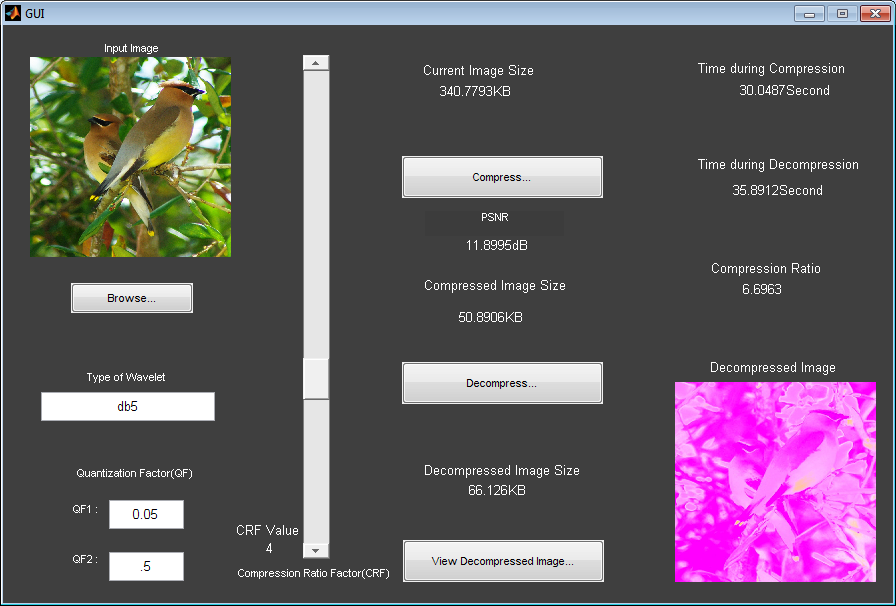 GUI
Input Image
Browse...
Type of Wavelet
db5
Quantization Factor(QF)
QF1 :
0.05
QF2 :
.5
CRF Value
4
Compression Ratio Factor(CRF)
Current Image Size
340.7793KB
Compress...
PSNR
11.8995dB
Compressed Image Size
50.8906KB
Decompress...
Decompressed Image Size
66.126KB
View Decompressed Image...
Time during Compression
30.0487Second
Time during Decompression
35.8912Second
Compression Ratio
6.6963
Decompressed Image